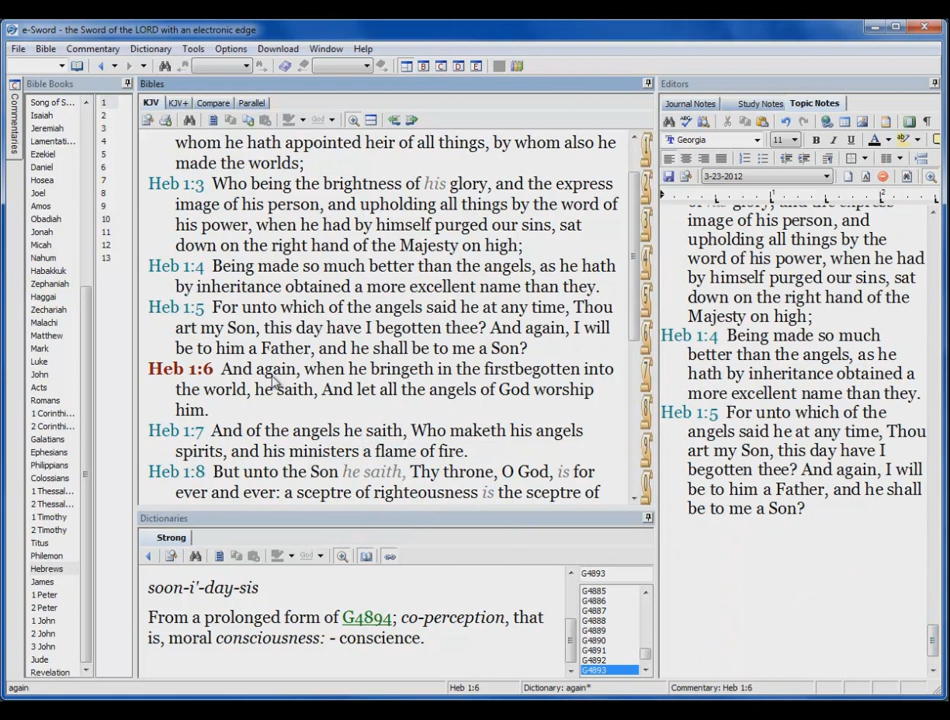 e-Sword - the Sword of the LORD with an electronic edge
File Bible Commentary Dictionary Tools Options Download Window Help
Bible Books
Bibles
Editors
Commentaries
Song of S...
Isaiah
Jeremiah
Lamentati...
Ezekiel
Daniel
Hosea
Joel
Amos
Obadiah
Jonah
Micah
Nahum
Habakkuk
Zephaniah
Haggai
Zechariah
Malachi
Matthew
Mark
Luke
John
Acts
Romans
1 Corinthi...
2 Corinthi...
Galatians
Ephesians
Philippians
Colossians
1 Thessal...
2 Thessal...
1 Timothy
2 Timothy
Titus
Philemon
Hebrews
James
1 Peter
2 Peter
1 John
2 John
3 John
Jude
Revelation
1
2
3
4
5
6
7
8
9
10
11
12
13
KJV KJV+ Compare Parallel
whom he hath appointed heir of all things, by whom also he
made the worlds;
Heb 1:3 Who being the brightness of his glory, and the express
image of his person, and upholding all things by the word of
his power, when he had by himself purged our sins, sat
down on the right hand of the Majesty on high;
Heb 1:4 Being made so much better than the angels, as he hath
by inheritance obtained a more excellent name than they.
Heb 1:5 For unto which of the angels said he at any time, Thou
art my Son, this day have I begotten thee? And again, I will
be to him a Father, and he shall be to me a Son?
Heb 1:6 And again, when he bringeth in the firstbegotten into
the world, he saith, And let all the angels of God worship
him.
Heb 1:7 And of the angels he saith, Who maketh his angels
spirits, and his ministers a flame of fire.
Heb 1:8 But unto the Son he saith, Thy throne, O God, is for
ever and ever: a sceptre of righteousness is the sceptre of
Dictionaries
Strong
soon-i'-day-sis
From a prolonged form of G4894; co-perception, that
is, moral consciousness: - conscience.
G4893
G4885
G4886
G4887
G4888
G4889
G4890
G4891
G4892
G4893
Journal Notes Study Notes Topic Notes
Georgia 11 B I U A
3-23-2012
1 2
image of his person, and
upholding all things by the
word of his power, when he had
by himself purged our sins, sat
down on the right hand of the
Majesty on high;
Heb 1:4 Being made so much
better than the angels, as he
hath by inheritance obtained a
more excellent name than they.
Heb 1:5 For unto which of the
angels said he at any time, Thou
art my Son, this day have I
begotten thee? And again, I will
be to him a Father, and he shall
be to me a Son?
again Heb 1:6 Dictionary: again* Commentary: Heb 1:6